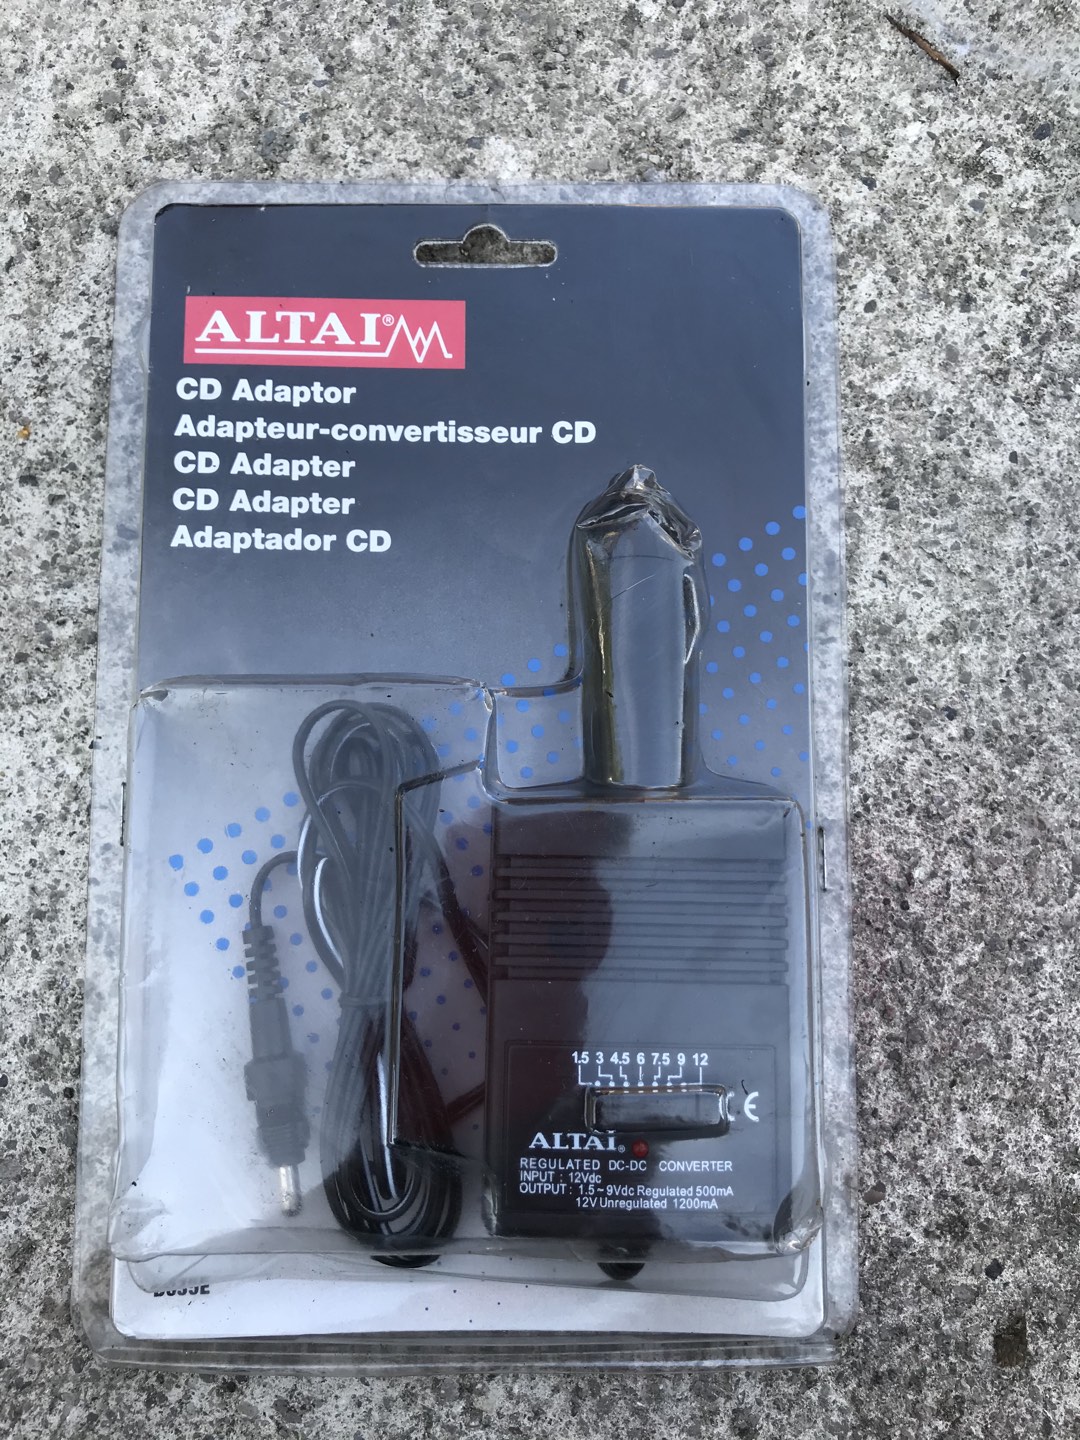 ALTAI®
CD Adaptor
Adapteur-convertisseur CD
CD Adapter
CD Adapter
Adaptador CD
1.5 3 4.5 6 7.5 9 12
CE
ALTAI®
REGULATED DC-DC CONVERTER
INPUT : 12Vdc
OUTPUT : 1.5~9Vdc Regulated 500mA
12V Unregulated 1200mA